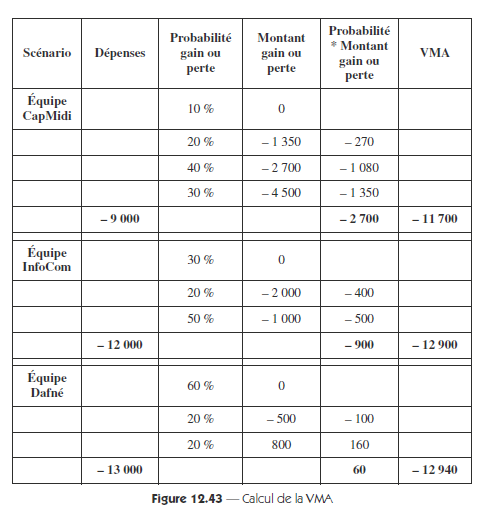 Scénario Dépenses Probabilité gain ou perte Montant gain ou perte Probabilité * Montant gain ou perte VMA
Équipe CapMidi 10 % 0
20 % – 1 350 – 270
40 % – 2 700 – 1 080
30 % – 4 500 – 1 350
– 9 000 – 2 700 – 11 700
Équipe InfoCom 30 % 0
20 % – 2 000 – 400
50 % – 1 000 – 500
– 12 000 – 900 – 12 900
Équipe Dafné 60 % 0
20 % – 500 – 100
20 % 800 160
– 13 000 60 – 12 940
Figure 12.43 — Calcul de la VMA